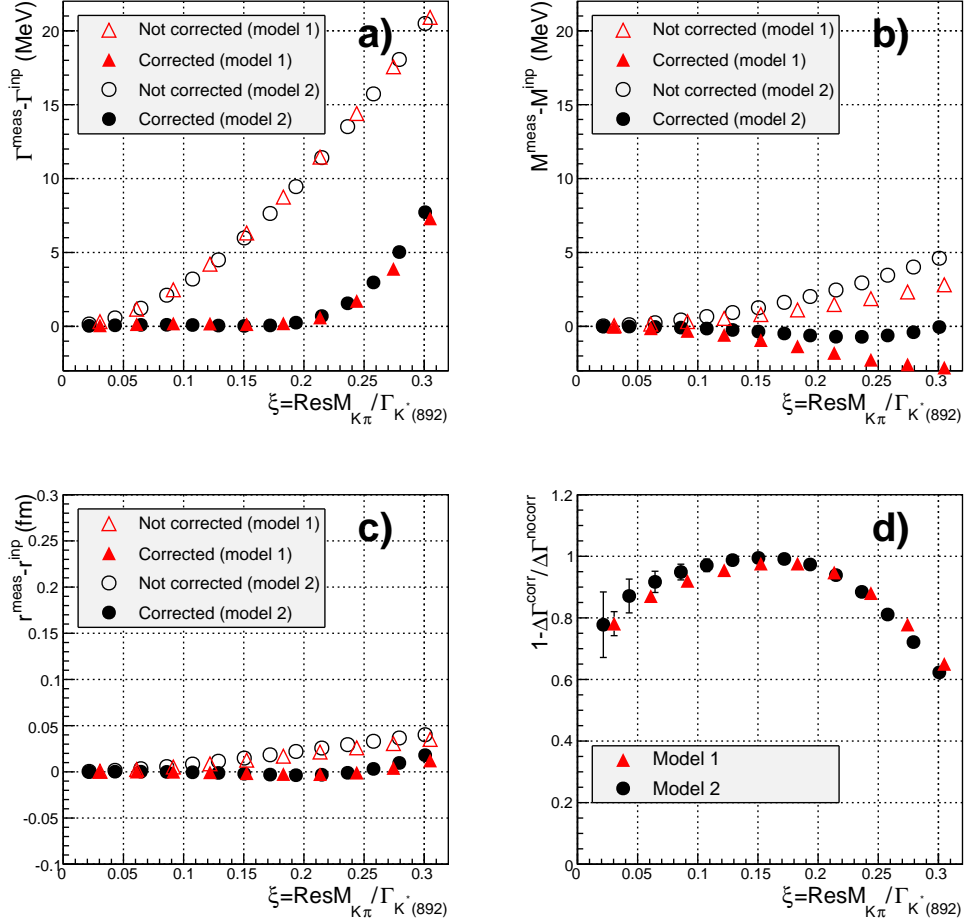 a)
Γ^meas-Γ^inp (MeV)
20
15
10
5
0
Not corrected (model 1)
Corrected (model 1)
Not corrected (model 2)
Corrected (model 2)
0 0.05 0.1 0.15 0.2 0.25 0.3
ξ=ResM_Kπ/Γ_K*(892)
b)
M^meas-M^inp (MeV)
20
15
10
5
0
Not corrected (model 1)
Corrected (model 1)
Not corrected (model 2)
Corrected (model 2)
0 0.05 0.1 0.15 0.2 0.25 0.3
ξ=ResM_Kπ/Γ_K*(892)
c)
r^meas-r^inp (fm)
0.3
0.25
0.2
0.15
0.1
0.05
0
-0.05
-0.1
Not corrected (model 1)
Corrected (model 1)
Not corrected (model 2)
Corrected (model 2)
0 0.05 0.1 0.15 0.2 0.25 0.3
ξ=ResM_Kπ/Γ_K*(892)
d)
1-ΔΓ^corr/ΔΓ^nocorr
1.2
1
0.8
0.6
0.4
0.2
0
Model 1
Model 2
0 0.05 0.1 0.15 0.2 0.25 0.3
ξ=ResM_Kπ/Γ_K*(892)